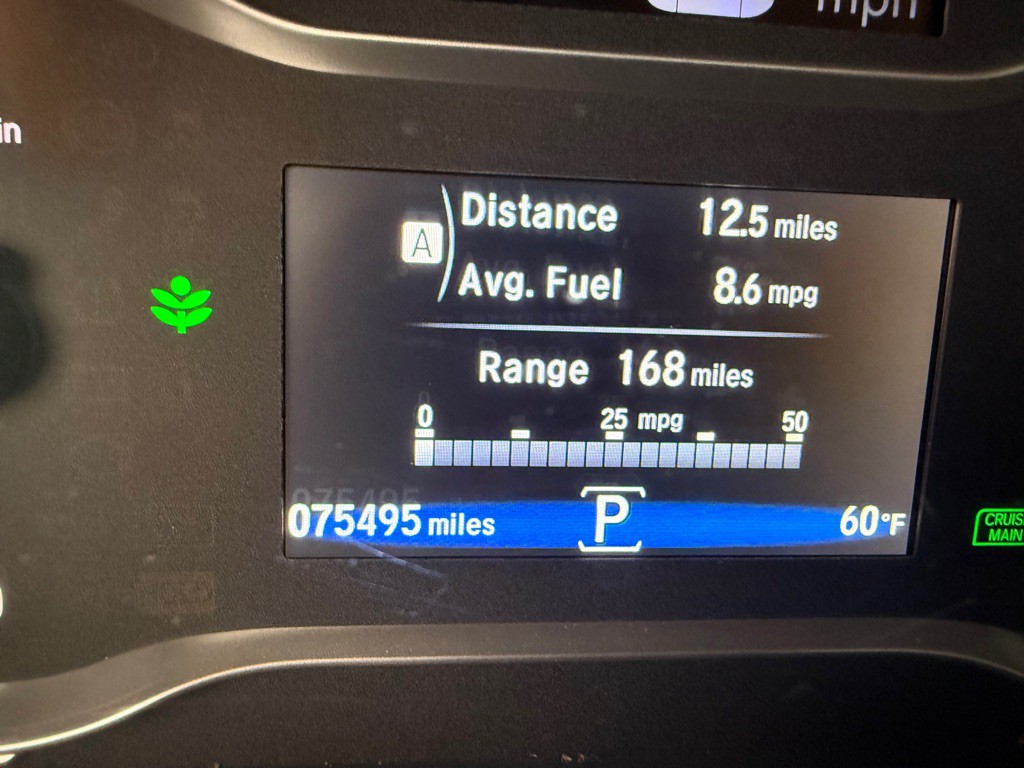 mph
in
A
Distance 12.5 miles
Avg. Fuel 8.6 mpg
Range 168 miles
0 25 mpg 50
075495 miles P 60°F
CRUIS
MAIN